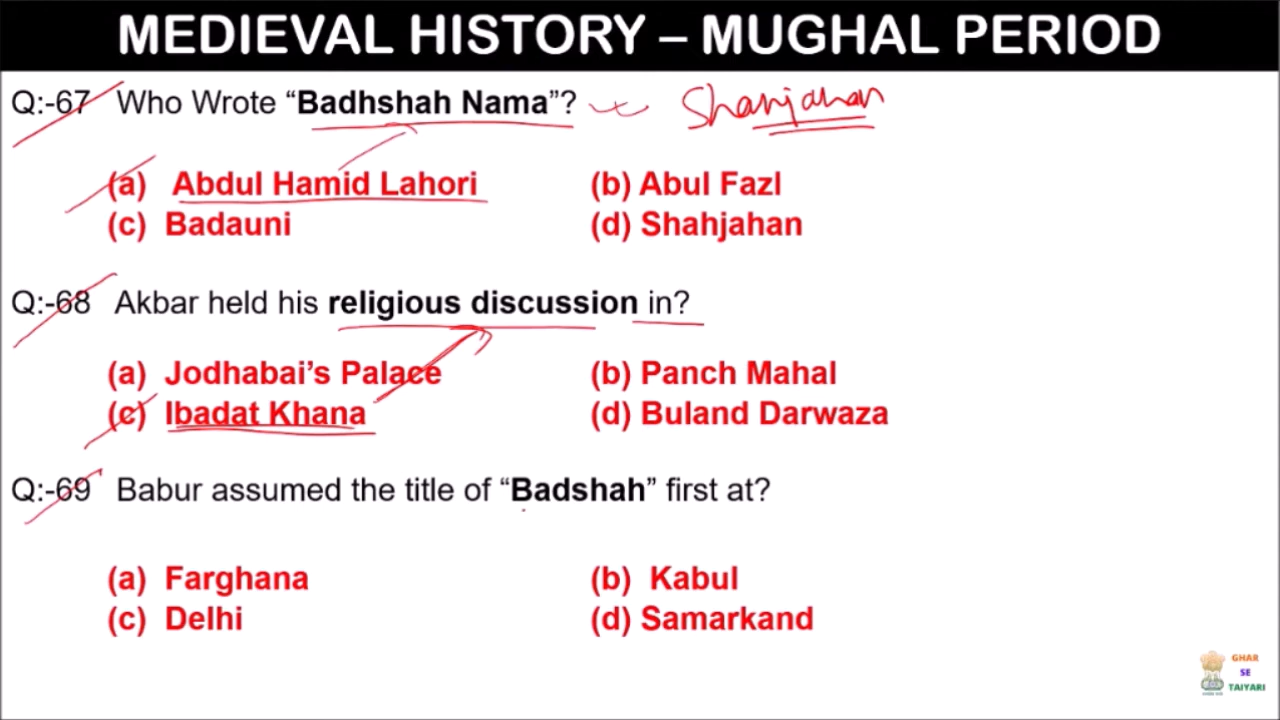 MEDIEVAL HISTORY – MUGHAL PERIOD
Q:-67 Who Wrote “Badhshah Nama”? Shahjahan
(a) Abdul Hamid Lahori (b) Abul Fazl
(c) Badauni (d) Shahjahan
Q:-68 Akbar held his religious discussion in?
(a) Jodhabai’s Palace (b) Panch Mahal
(c) Ibadat Khana (d) Buland Darwaza
Q:-69 Babur assumed the title of “Badshah” first at?
(a) Farghana (b) Kabul
(c) Delhi (d) Samarkand
GHAR
SE
TAIYARI